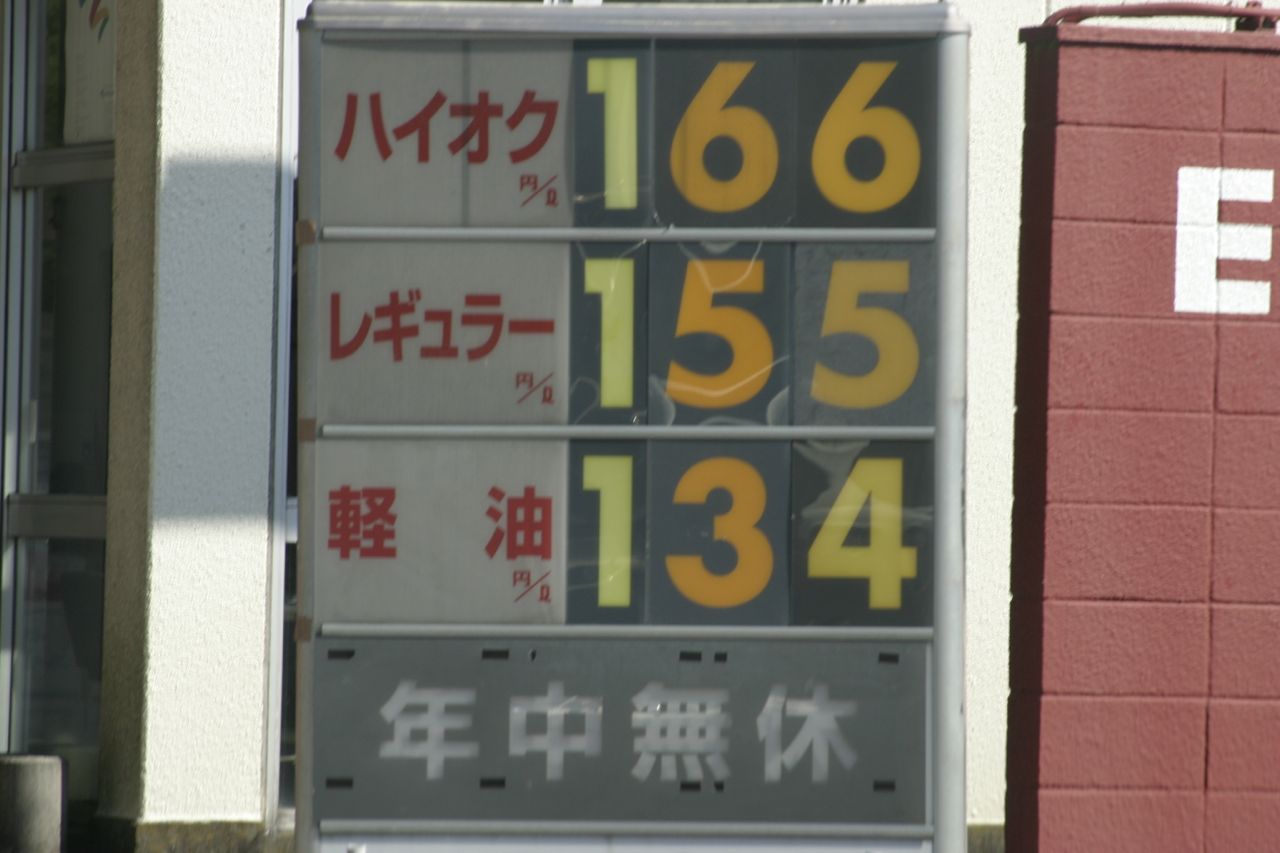 ハイオク 166
円/ℓ
レギュラー 155
円/ℓ
軽油 134
円/ℓ
年中無休
E